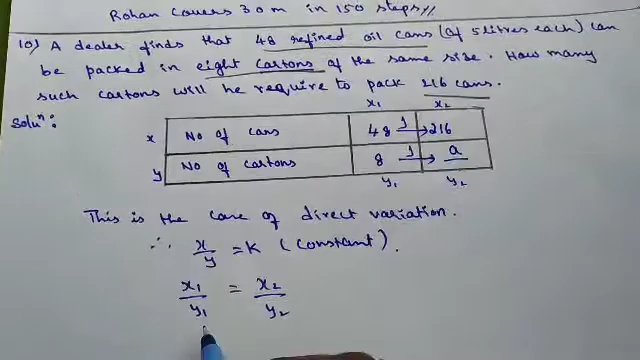 Rohan covers 30 m in 150 steps//
10) A dealer finds that 48 refined oil cans (of 5 litres each) can
be packed in eight cartons of the same size. How many
such cartons will he require to pack 216 cans.
Soluⁿ:
x₁ x₂
x No of cans 48 → 216
y No of cartons 8 → a
y₁ y₂
This is the case of direct variation.
∴ x/y = K (constant).
x₁/y₁ = x₂/y₂